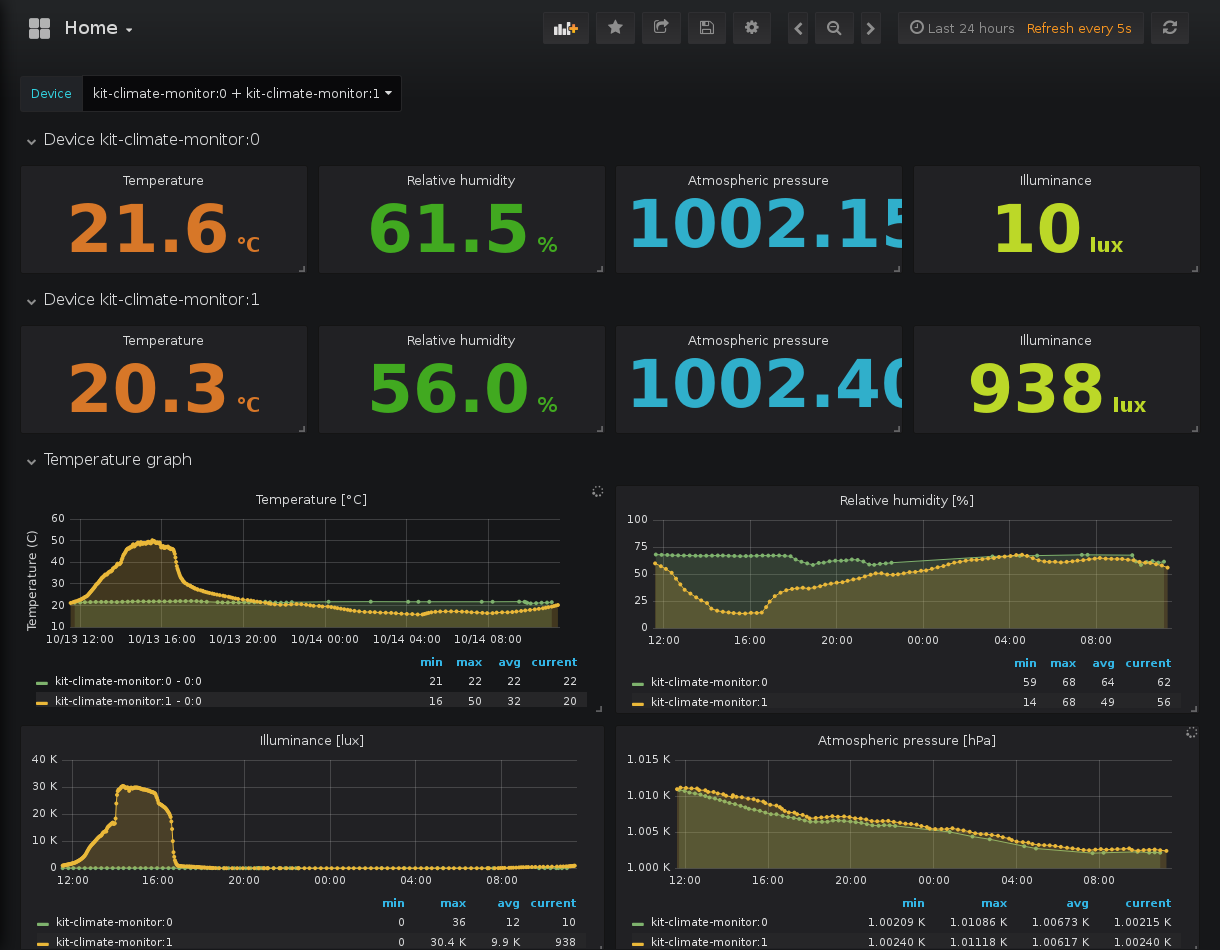 Home
Last 24 hours Refresh every 5s
Device kit-climate-monitor:0 + kit-climate-monitor:1
Device kit-climate-monitor:0
Temperature Relative humidity Atmospheric pressure Illuminance
21.6 °C 61.5 % 1002.15 10 lux
Device kit-climate-monitor:1
Temperature Relative humidity Atmospheric pressure Illuminance
20.3 °C 56.0 % 1002.40 938 lux
Temperature graph
Temperature [°C]
Temperature (C)
60
50
40
30
20
10
10/13 12:00 10/13 16:00 10/13 20:00 10/14 00:00 10/14 04:00 10/14 08:00
min max avg current
kit-climate-monitor:0 - 0:0 21 22 22 22
kit-climate-monitor:1 - 0:0 16 50 32 20
Relative humidity [%]
100
75
50
25
0
12:00 16:00 20:00 00:00 04:00 08:00
min max avg current
kit-climate-monitor:0 59 68 64 62
kit-climate-monitor:1 14 68 49 56
Illuminance [lux]
40 K
30 K
20 K
10 K
0
12:00 16:00 20:00 00:00 04:00 08:00
min max avg current
kit-climate-monitor:0 0 36 12 10
kit-climate-monitor:1 0 30.4 K 9.9 K 938
Atmospheric pressure [hPa]
1.015 K
1.010 K
1.005 K
1.000 K
12:00 16:00 20:00 00:00 04:00 08:00
min max avg current
kit-climate-monitor:0 1.00209 K 1.01086 K 1.00673 K 1.00215 K
kit-climate-monitor:1 1.00240 K 1.01118 K 1.00617 K 1.00240 K